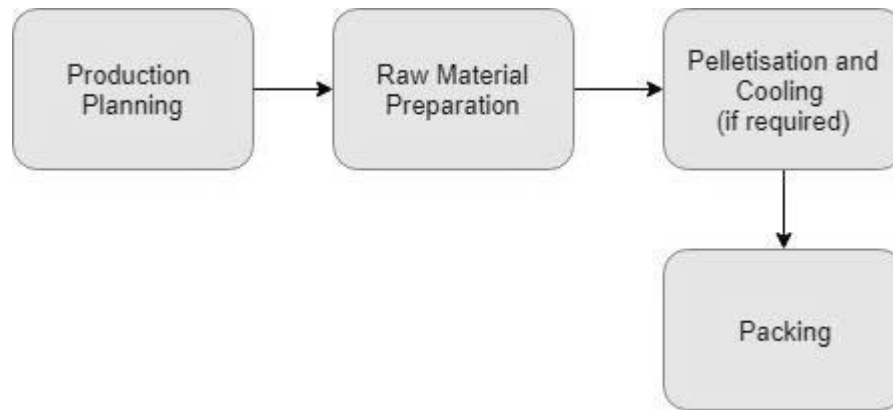 Production
Planning
Raw Material
Preparation
Pelletisation and
Cooling
(if required)
Packing